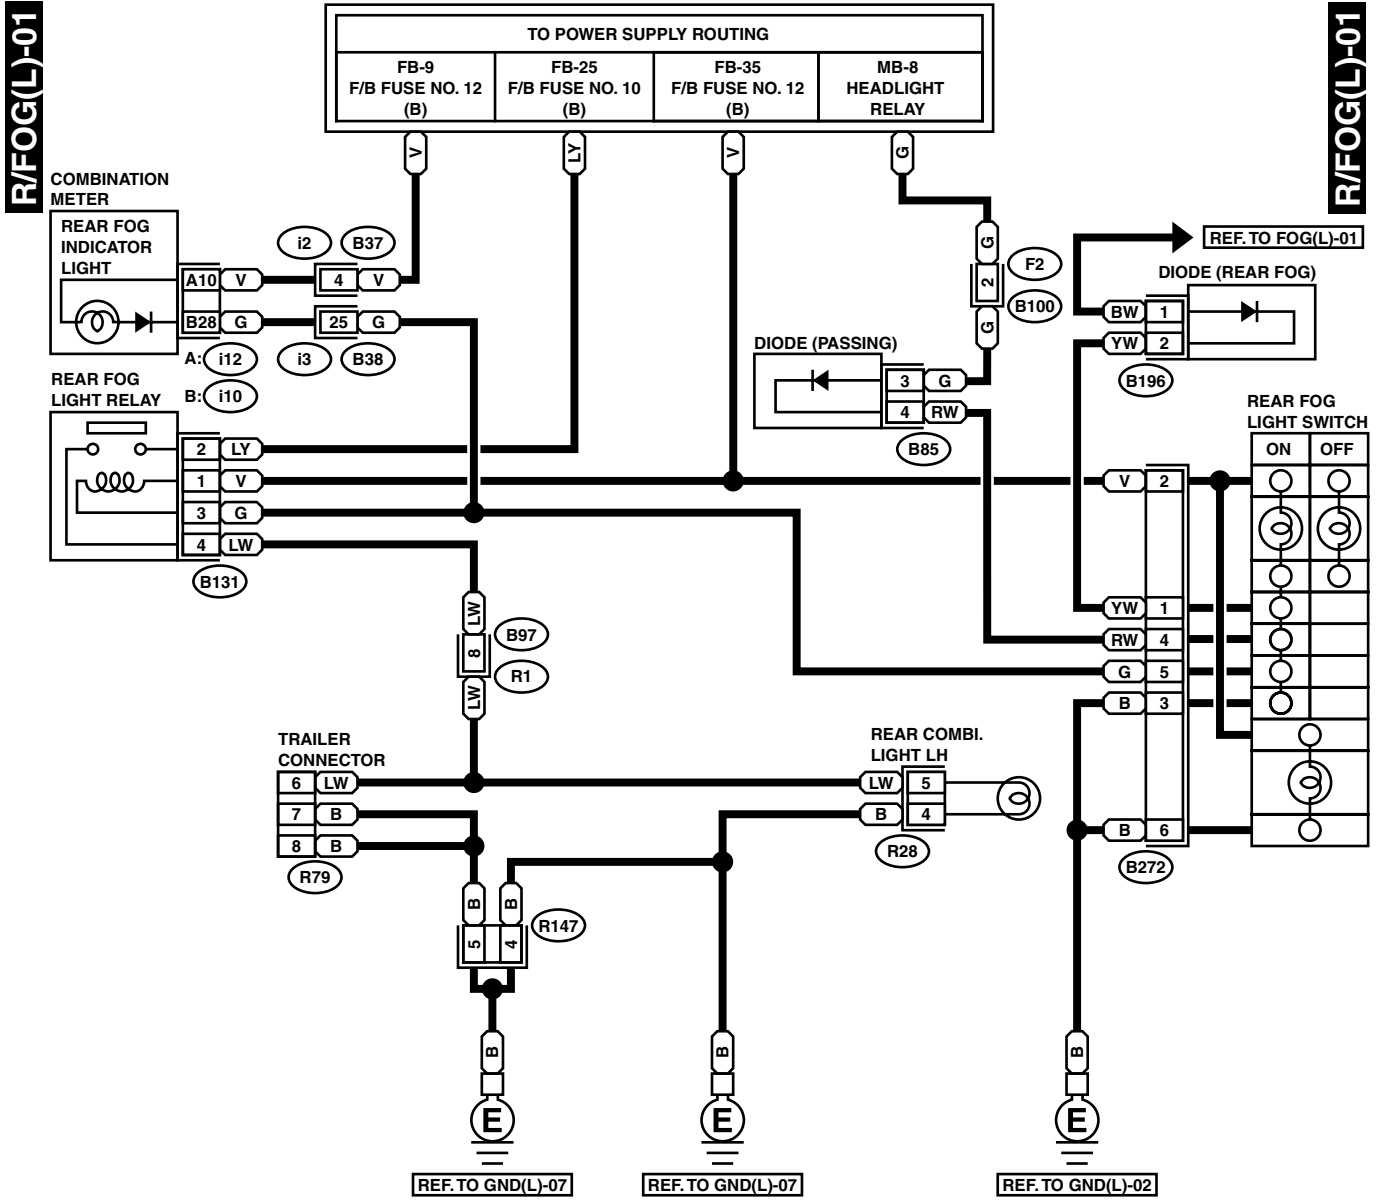 R/FOG(L)-01
R/FOG(L)-01
TO POWER SUPPLY ROUTING
FB-9
F/B FUSE NO. 12
(B)
FB-25
F/B FUSE NO. 10
(B)
FB-35
F/B FUSE NO. 12
(B)
MB-8
HEADLIGHT
RELAY
V
LY
V
G
COMBINATION
METER
REAR FOG
INDICATOR
LIGHT
A10 V
i2 B37
4 V
B28 G
25 G
A: i12
i3 B38
B: i10
G
2
G
F2
B100
REF. TO FOG(L)-01
DIODE (REAR FOG)
BW 1
YW 2
B196
DIODE (PASSING)
3 G
4 RW
B85
REAR FOG
LIGHT RELAY
2 LY
1 V
3 G
4 LW
B131
REAR FOG
LIGHT SWITCH
ON OFF
V 2
YW 1
RW 4
G 5
B 3
B 6
B272
LW
8
LW
B97
R1
TRAILER
CONNECTOR
6 LW
7 B
8 B
R79
REAR COMBI.
LIGHT LH
LW 5
B 4
R28
B B
5 4
R147
B
B
B
E
E
E
REF. TO GND(L)-07
REF. TO GND(L)-07
REF. TO GND(L)-02